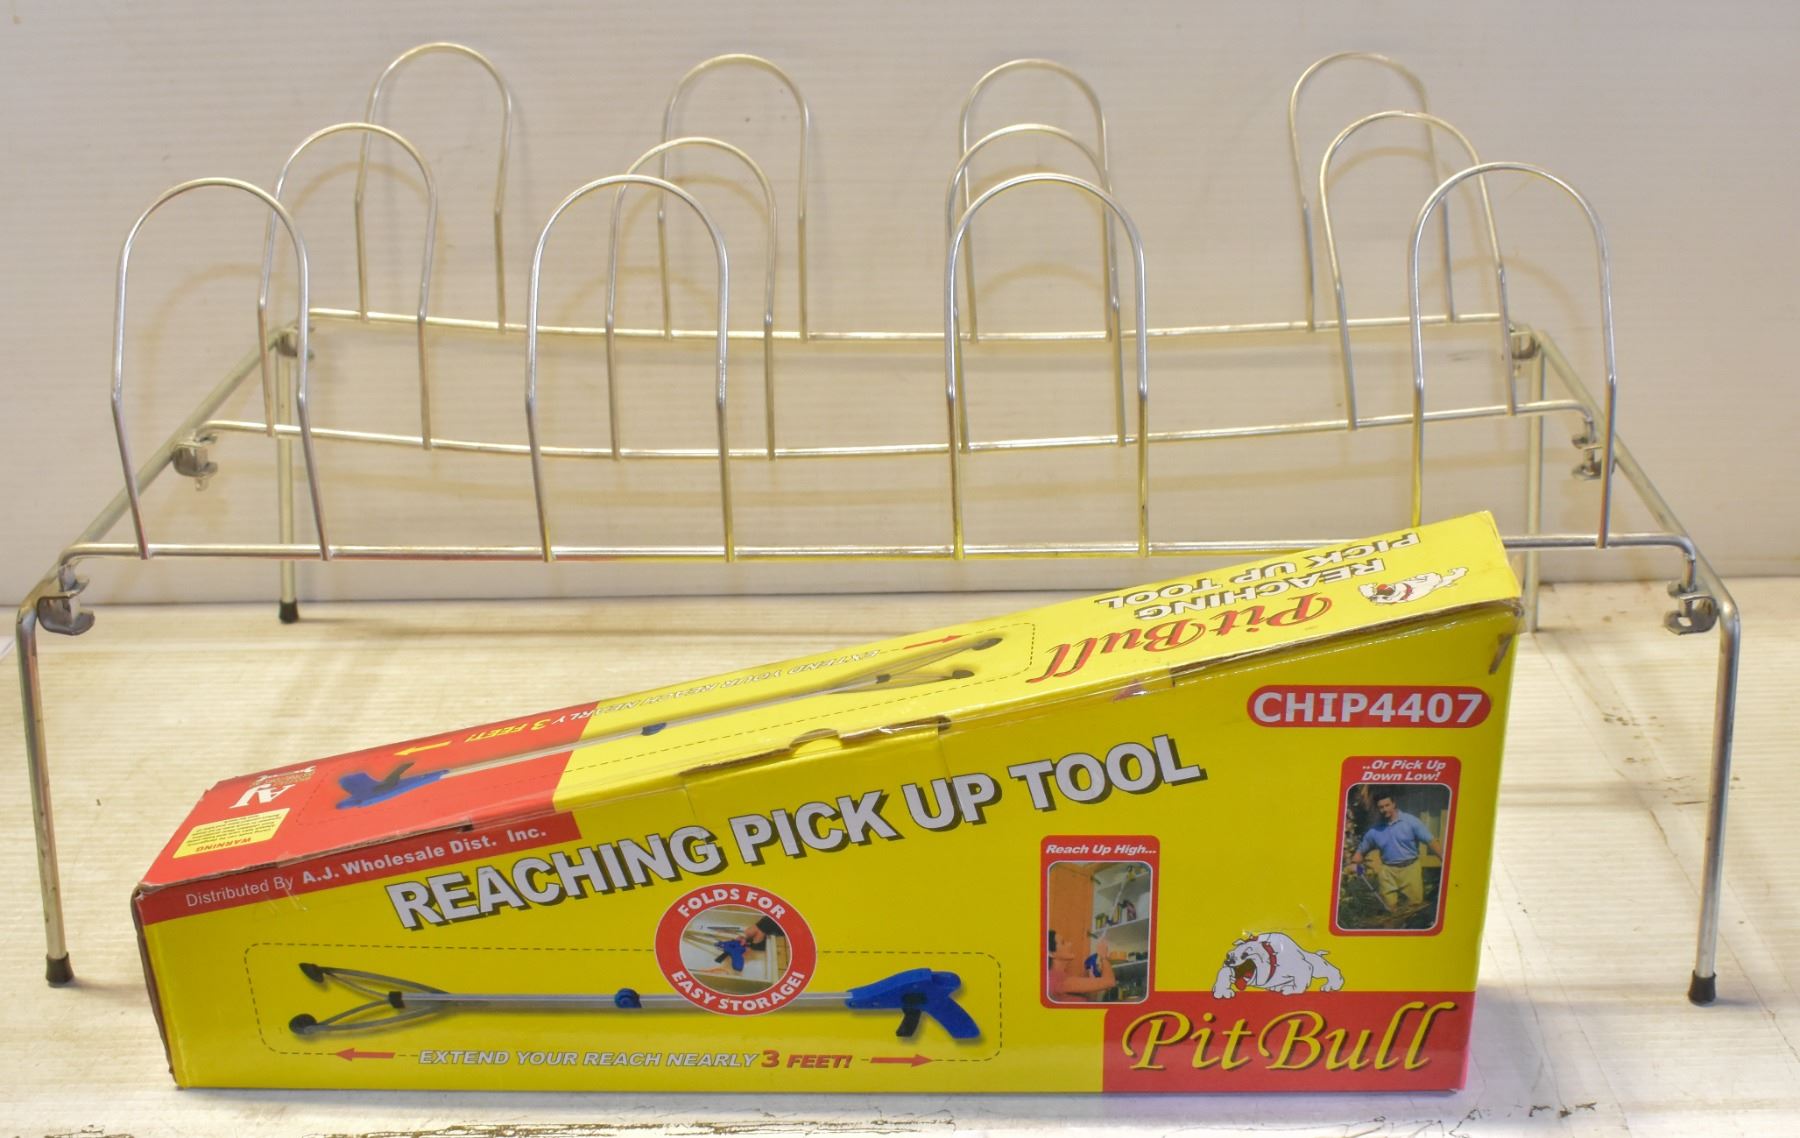 REACHING
PICK UP TOOL
PitBull
EXTEND YOUR REACH NEARLY 3 FEET!
AJ
WARNING
CHIP4407
Distributed By A.J. Wholesale Dist. Inc.
REACHING PICK UP TOOL
..Or Pick Up
Down Low!
Reach Up High...
FOLDS FOR
EASY STORAGE!
EXTEND YOUR REACH NEARLY 3 FEET!
PitBull